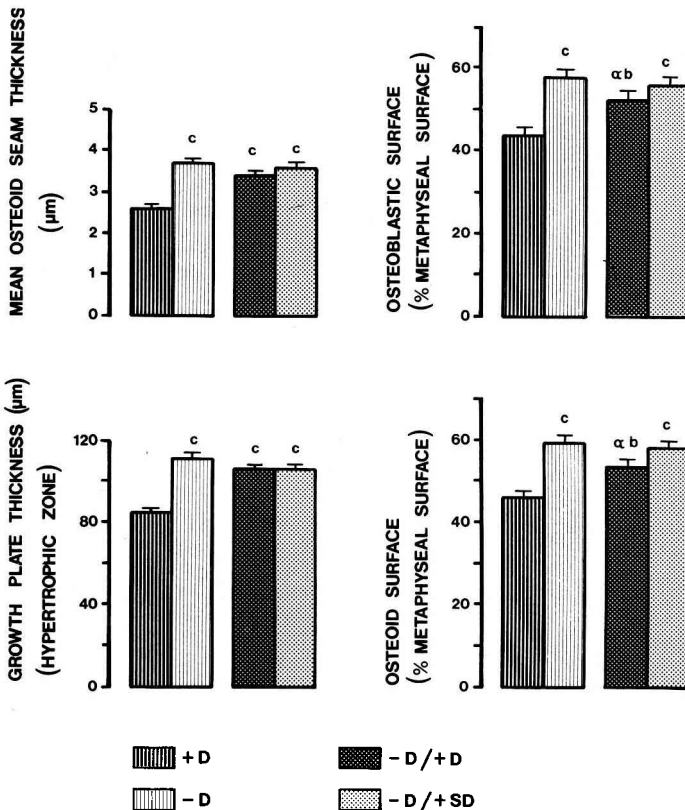 MEAN OSTEOID SEAM THICKNESS
(µm)
5
4
3
2
1
0
c
c
c
OSTEOBLASTIC SURFACE
(% METAPHYSEAL SURFACE)
60
40
20
0
c
α b
c
GROWTH PLATE THICKNESS (µm)
(HYPERTROPHIC ZONE)
120
80
40
0
c
c
c
OSTEOID SURFACE
(% METAPHYSEAL SURFACE)
60
40
20
0
c
α b
c
+ D
- D
- D/+ D
- D/+ SD